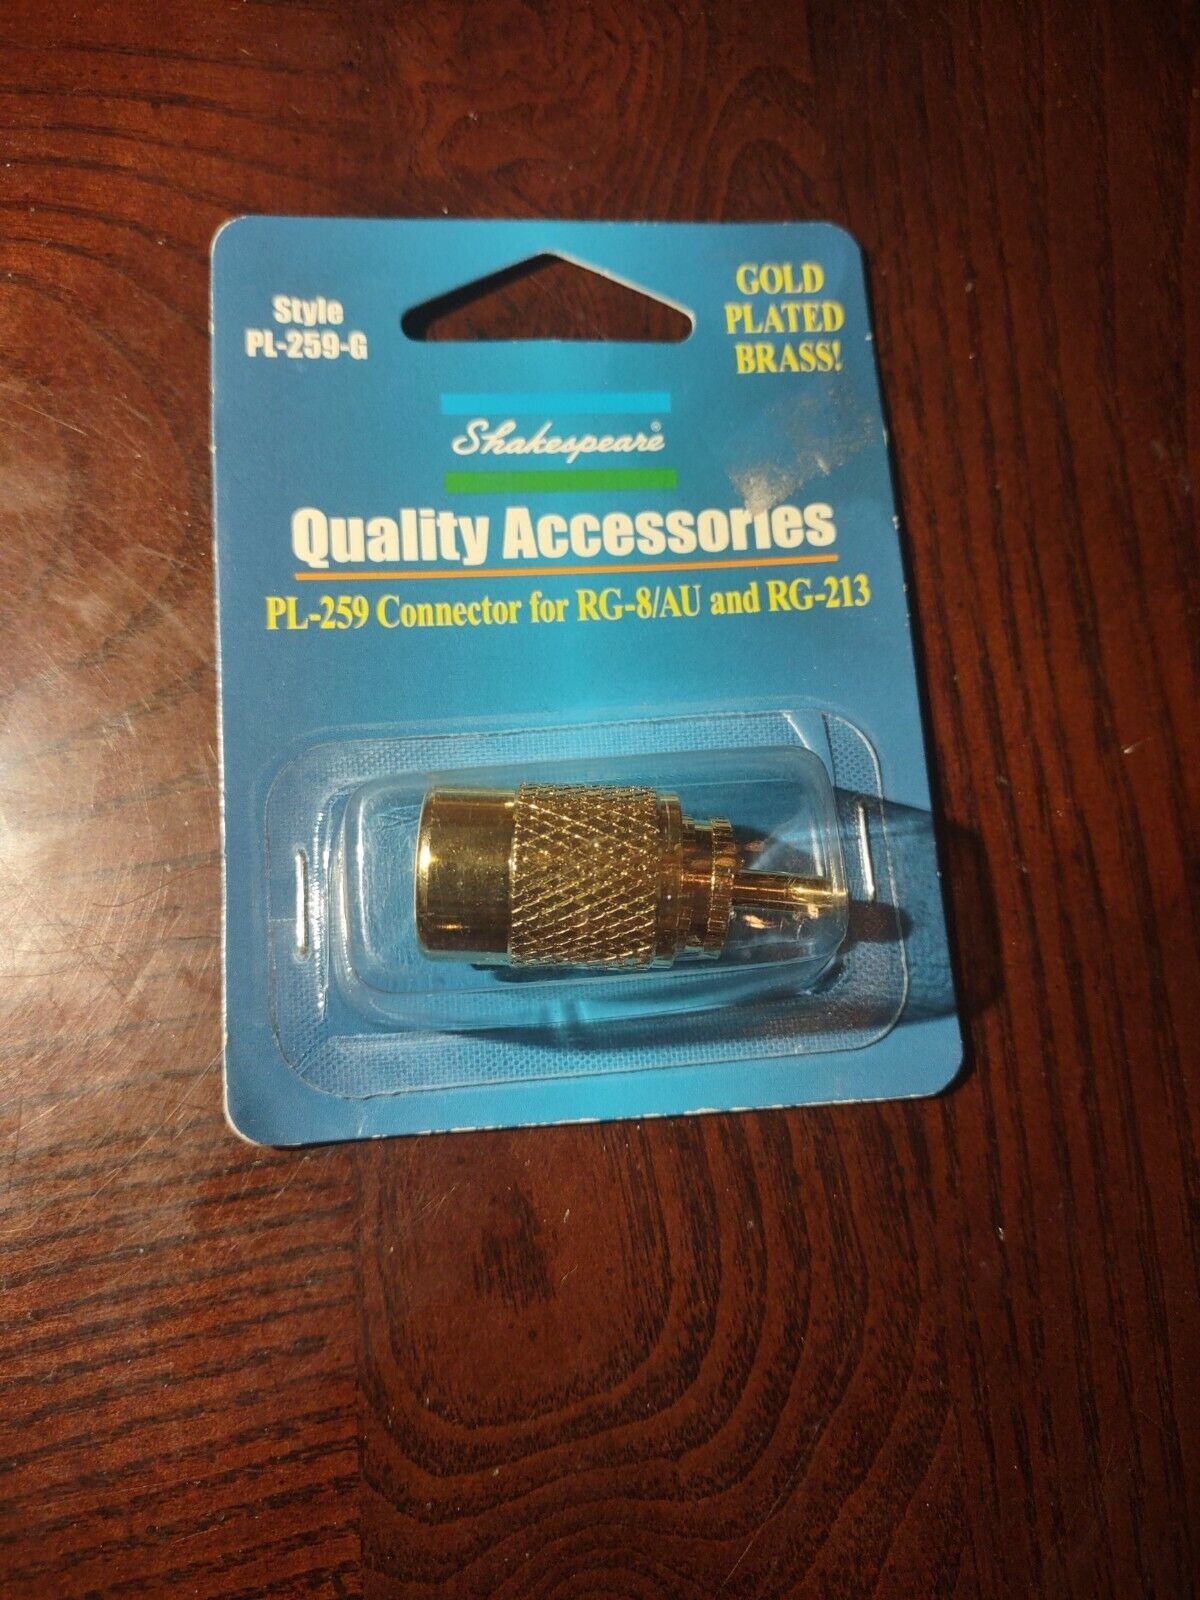 Style
PL-259-G
GOLD
PLATED
BRASS!
Shakespeare®
Quality Accessories
PL-259 Connector for RG-8/AU and RG-213